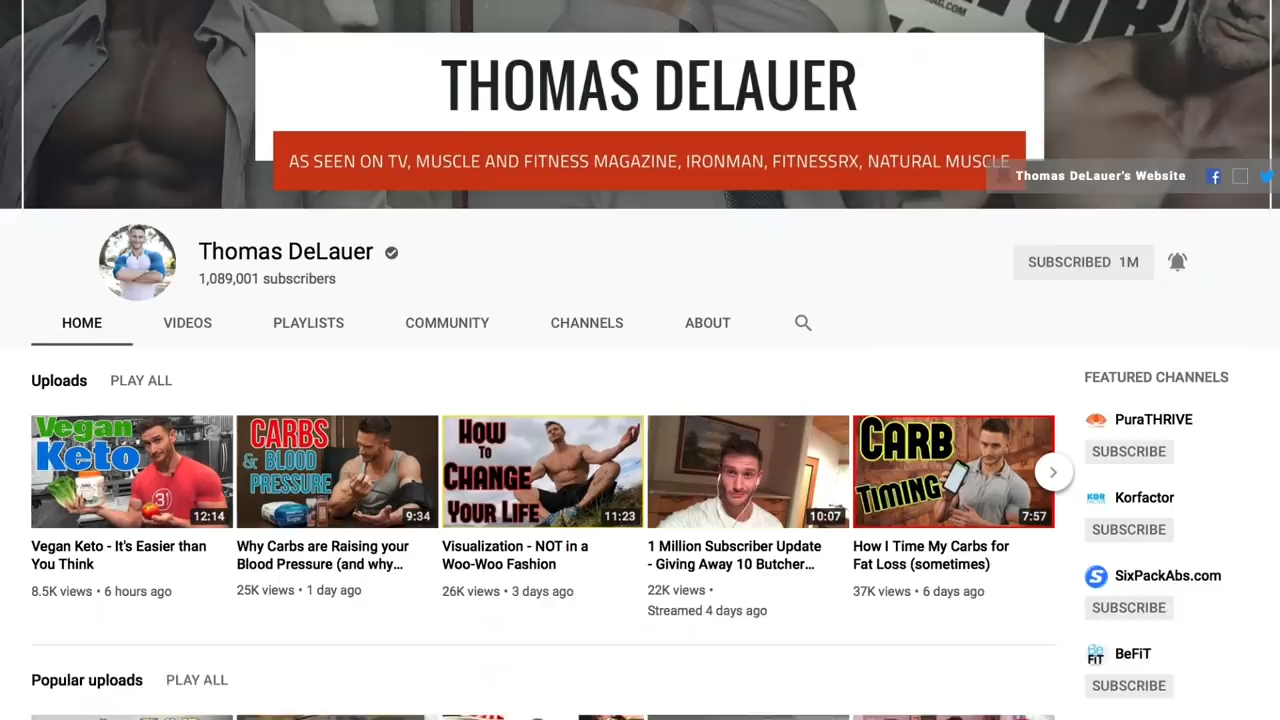 MAG.COM
THOMAS DELAUER
AS SEEN ON TV, MUSCLE AND FITNESS MAGAZINE, IRONMAN, FITNESSRX, NATURAL MUSCLE
Thomas DeLauer's Website
Thomas DeLauer
1,089,001 subscribers
SUBSCRIBED 1M
HOME VIDEOS PLAYLISTS COMMUNITY CHANNELS ABOUT
Uploads PLAY ALL
Vegan
Keto
12:14
CARBS
& BLOOD
PRESSURE
9:34
HOW
TO
CHANGE
YOUR LIFE
11:23
10:07
CARB
TIMING
7:57
Vegan Keto - It's Easier than
You Think
8.5K views • 6 hours ago
Why Carbs are Raising your
Blood Pressure (and why...
25K views • 1 day ago
Visualization - NOT in a
Woo-Woo Fashion
26K views • 3 days ago
1 Million Subscriber Update
- Giving Away 10 Butcher...
22K views •
Streamed 4 days ago
How I Time My Carbs for
Fat Loss (sometimes)
37K views • 6 days ago
FEATURED CHANNELS
PuraTHRIVE
SUBSCRIBE
KOR
Korfactor
SUBSCRIBE
SixPackAbs.com
SUBSCRIBE
Be
FiT
BeFiT
SUBSCRIBE
Popular uploads PLAY ALL